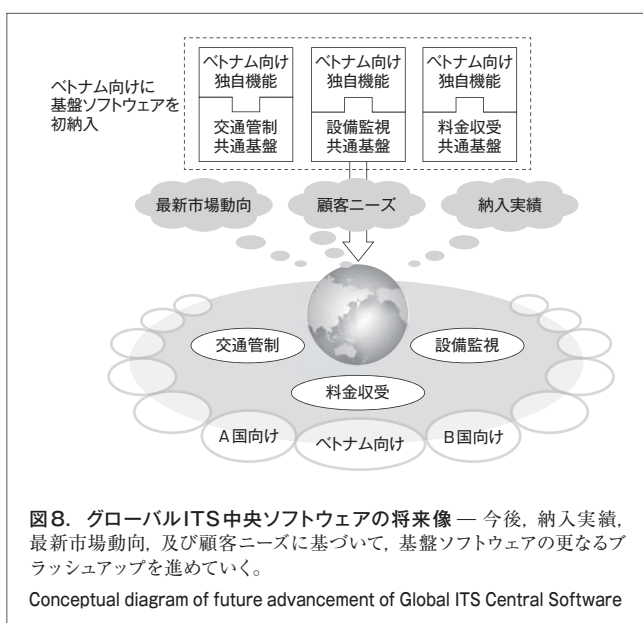 ベトナム向けに
基盤ソフトウェアを
初納入
ベトナム向け
独自機能
交通管制
共通基盤
ベトナム向け
独自機能
設備監視
共通基盤
ベトナム向け
独自機能
料金収受
共通基盤
最新市場動向
顧客ニーズ
納入実績
交通管制
設備監視
料金収受
A国向け
ベトナム向け
B国向け
図8. グローバルITS中央ソフトウェアの将来像 — 今後, 納入実績,
最新市場動向, 及び顧客ニーズに基づいて, 基盤ソフトウェアの更なるブ
ラッシュアップを進めていく。
Conceptual diagram of future advancement of Global ITS Central Software